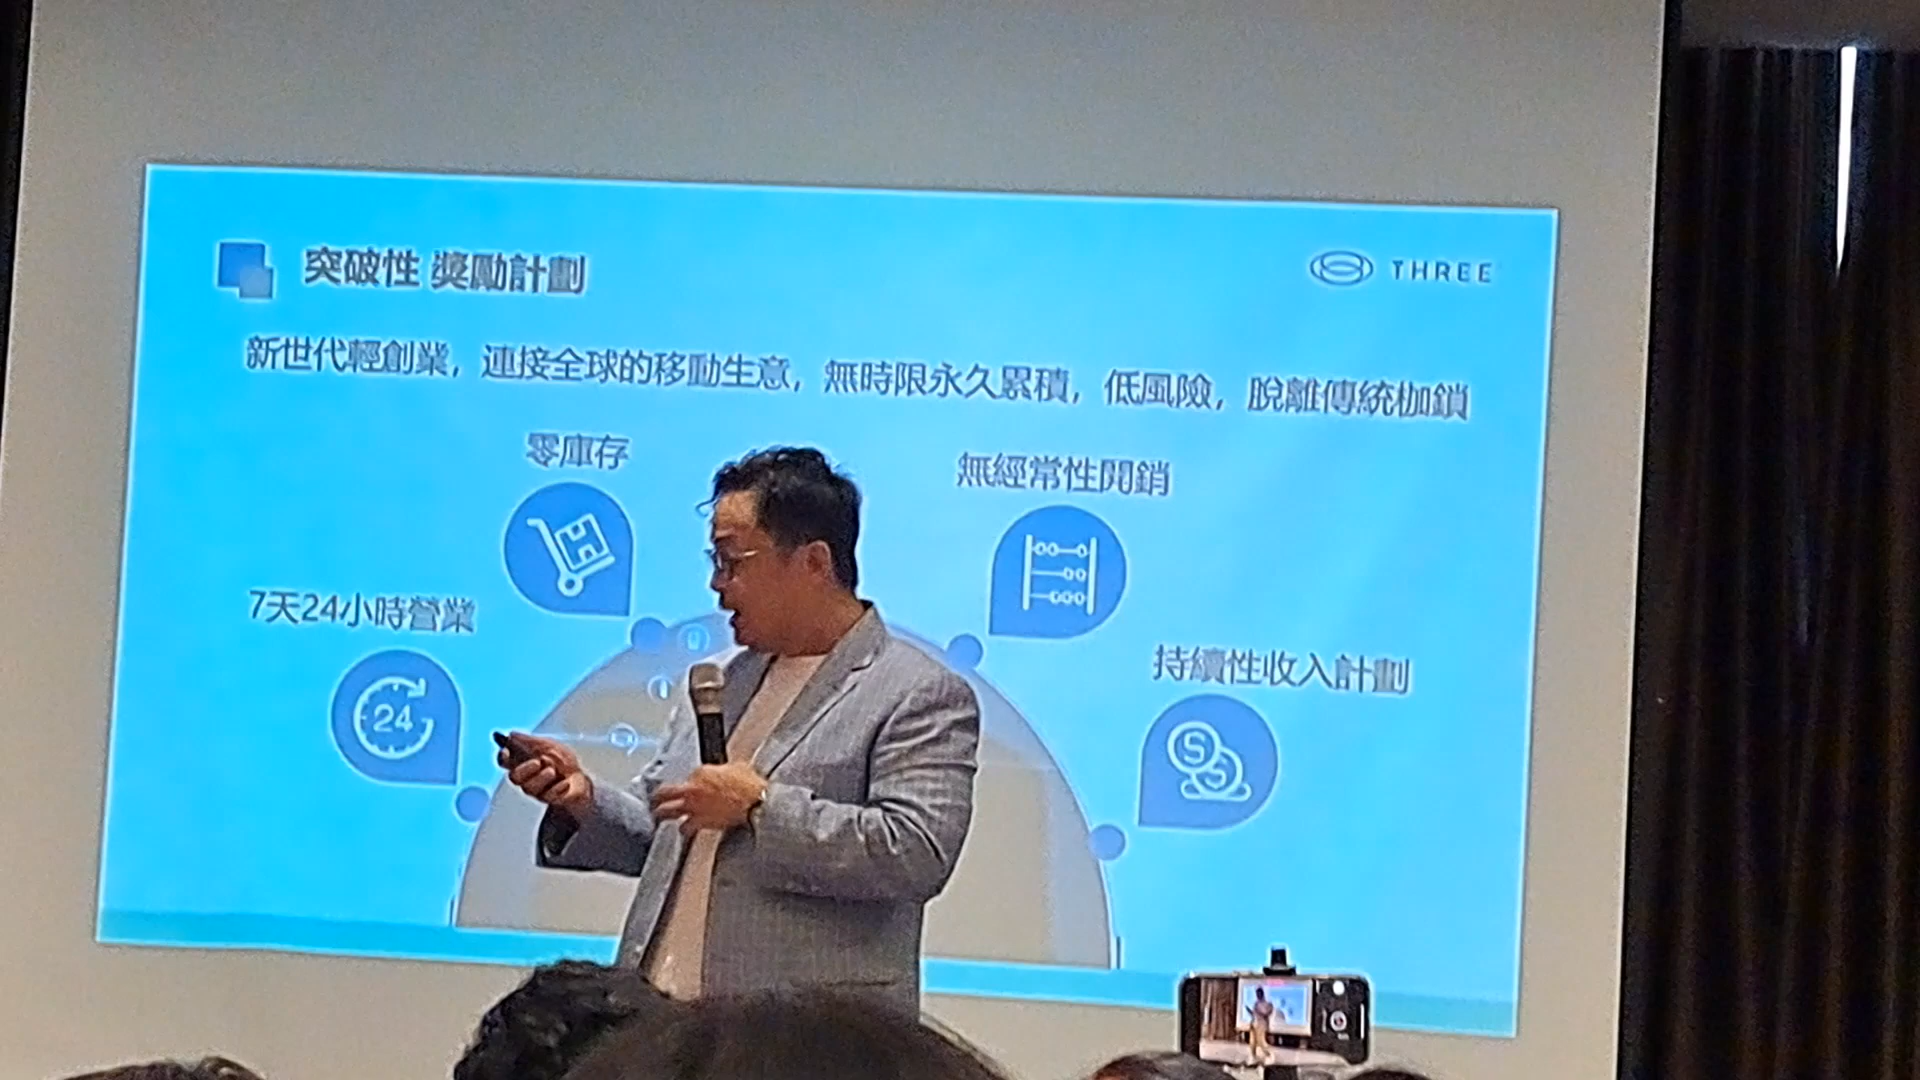 突破性 獎勵計劃
THREE
新世代輕創業，連接全球的移動生意，無時限永久累積，低風險，脫離傳統枷鎖
零庫存
無經常性開銷
7天24小時營業
持續性收入計劃
24